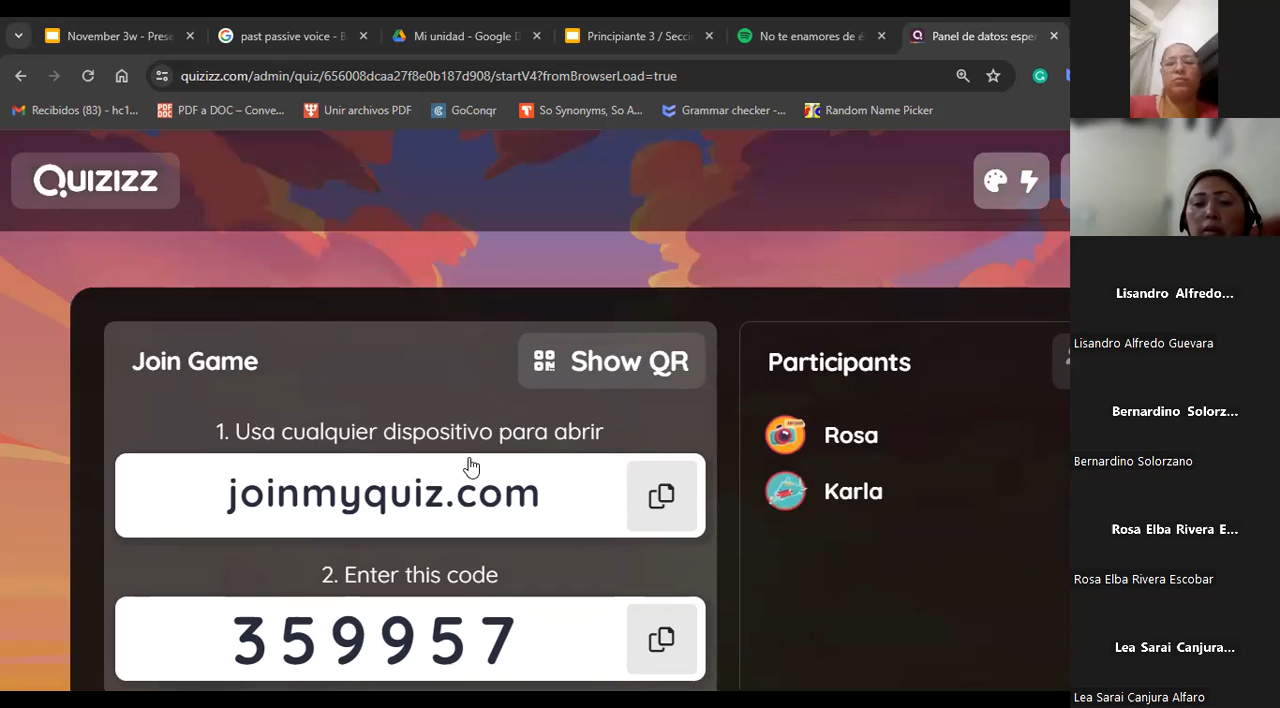 November 3w - Prese
past passive voice - B
Mi unidad - Google D
Principiante 3 / Secci
No te enamores de él
Panel de datos: esper
quizizz.com/admin/quiz/656008dcaa27f8e0b187d908/startV4?fromBrowserLoad=true
Recibidos (83) - hc1...
PDF a DOC – Conve...
Unir archivos PDF
GoConqr
So Synonyms, So A...
Grammar checker -...
Random Name Picker
Quizizz
Join Game
Show QR
1. Usa cualquier dispositivo para abrir
joinmyquiz.com
2. Enter this code
359957
Participants
Rosa
Karla
Lisandro Alfredo...
Lisandro Alfredo Guevara
Bernardino Solorz...
Bernardino Solorzano
Rosa Elba Rivera E...
Rosa Elba Rivera Escobar
Lea Sarai Canjura...
Lea Sarai Canjura Alfaro